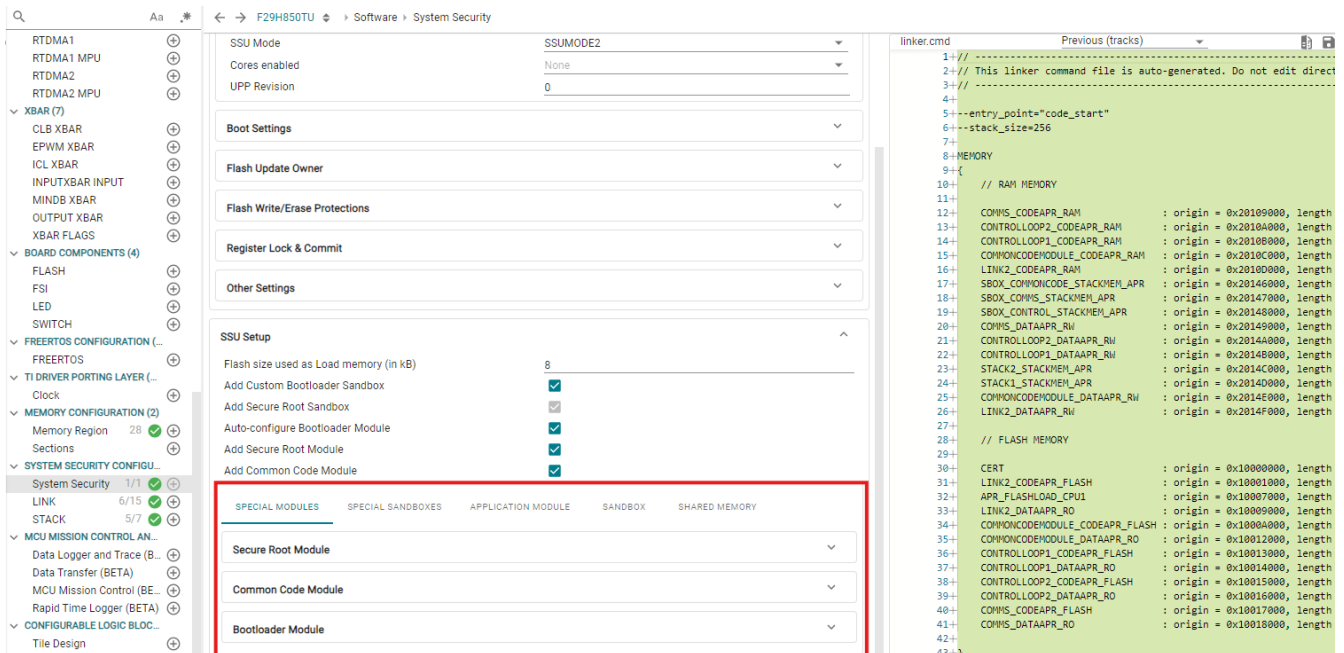 Aa .*
F29H850TU Software System Security
RTDMA1
RTDMA1 MPU
RTDMA2
RTDMA2 MPU
XBAR (7)
CLB XBAR
EPWM XBAR
ICL XBAR
INPUTXBAR INPUT
MINDB XBAR
OUTPUT XBAR
XBAR FLAGS
BOARD COMPONENTS (4)
FLASH
FSI
LED
SWITCH
FREERTOS CONFIGURATION (...
FREERTOS
TI DRIVER PORTING LAYER (...
Clock
MEMORY CONFIGURATION (2)
Memory Region 28
Sections
SYSTEM SECURITY CONFIGU...
System Security 1/1
LINK 6/15
STACK 5/7
MCU MISSION CONTROL AN...
Data Logger and Trace (B...
Data Transfer (BETA)
MCU Mission Control (BE...
Rapid Time Logger (BETA)
CONFIGURABLE LOGIC BLOC...
Tile Design
SSU Mode SSUMODE2
Cores enabled None
UPP Revision 0
Boot Settings
Flash Update Owner
Flash Write/Erase Protections
Register Lock & Commit
Other Settings
SSU Setup
Flash size used as Load memory (in kB) 8
Add Custom Bootloader Sandbox
Add Secure Root Sandbox
Auto-configure Bootloader Module
Add Secure Root Module
Add Common Code Module
SPECIAL MODULES SPECIAL SANDBOXES APPLICATION MODULE SANDBOX SHARED MEMORY
Secure Root Module
Common Code Module
Bootloader Module
linker.cmd Previous (tracks)
1+// ----------------------------------------------------
2+// This linker command file is auto-generated. Do not edit direct
3+// ----------------------------------------------------
4+
5+--entry_point="code_start"
6+--stack_size=256
7+
8+MEMORY
9+{
10+ // RAM MEMORY
11+
12+ COMMS_CODEAPR_RAM : origin = 0x20109000, length
13+ CONTROLLOOP2_CODEAPR_RAM : origin = 0x2010A000, length
14+ CONTROLLOOP1_CODEAPR_RAM : origin = 0x2010B000, length
15+ COMMONCODEMODULE_CODEAPR_RAM : origin = 0x2010C000, length
16+ LINK2_CODEAPR_RAM : origin = 0x2010D000, length
17+ SBOX_COMMONCODE_STACKMEM_APR : origin = 0x20146000, length
18+ SBOX_COMMS_STACKMEM_APR : origin = 0x20147000, length
19+ SBOX_CONTROL_STACKMEM_APR : origin = 0x20148000, length
20+ COMMS_DATAAPR_RW : origin = 0x20149000, length
21+ CONTROLLOOP2_DATAAPR_RW : origin = 0x2014A000, length
22+ CONTROLLOOP1_DATAAPR_RW : origin = 0x2014B000, length
23+ STACK2_STACKMEM_APR : origin = 0x2014C000, length
24+ STACK1_STACKMEM_APR : origin = 0x2014D000, length
25+ COMMONCODEMODULE_DATAAPR_RW : origin = 0x2014E000, length
26+ LINK2_DATAAPR_RW : origin = 0x2014F000, length
27+
28+ // FLASH MEMORY
29+
30+ CERT : origin = 0x10000000, length
31+ LINK2_CODEAPR_FLASH : origin = 0x10001000, length
32+ APR_FLASHLOAD_CPU1 : origin = 0x10007000, length
33+ LINK2_DATAAPR_RO : origin = 0x10009000, length
34+ COMMONCODEMODULE_CODEAPR_FLASH : origin = 0x1000A000, length
35+ COMMONCODEMODULE_DATAAPR_RO : origin = 0x10012000, length
36+ CONTROLLOOP1_CODEAPR_FLASH : origin = 0x10013000, length
37+ CONTROLLOOP1_DATAAPR_RO : origin = 0x10014000, length
38+ CONTROLLOOP2_CODEAPR_FLASH : origin = 0x10015000, length
39+ CONTROLLOOP2_DATAAPR_RO : origin = 0x10016000, length
40+ COMMS_CODEAPR_FLASH : origin = 0x10017000, length
41+ COMMS_DATAAPR_RO : origin = 0x10018000, length
42+
43+}